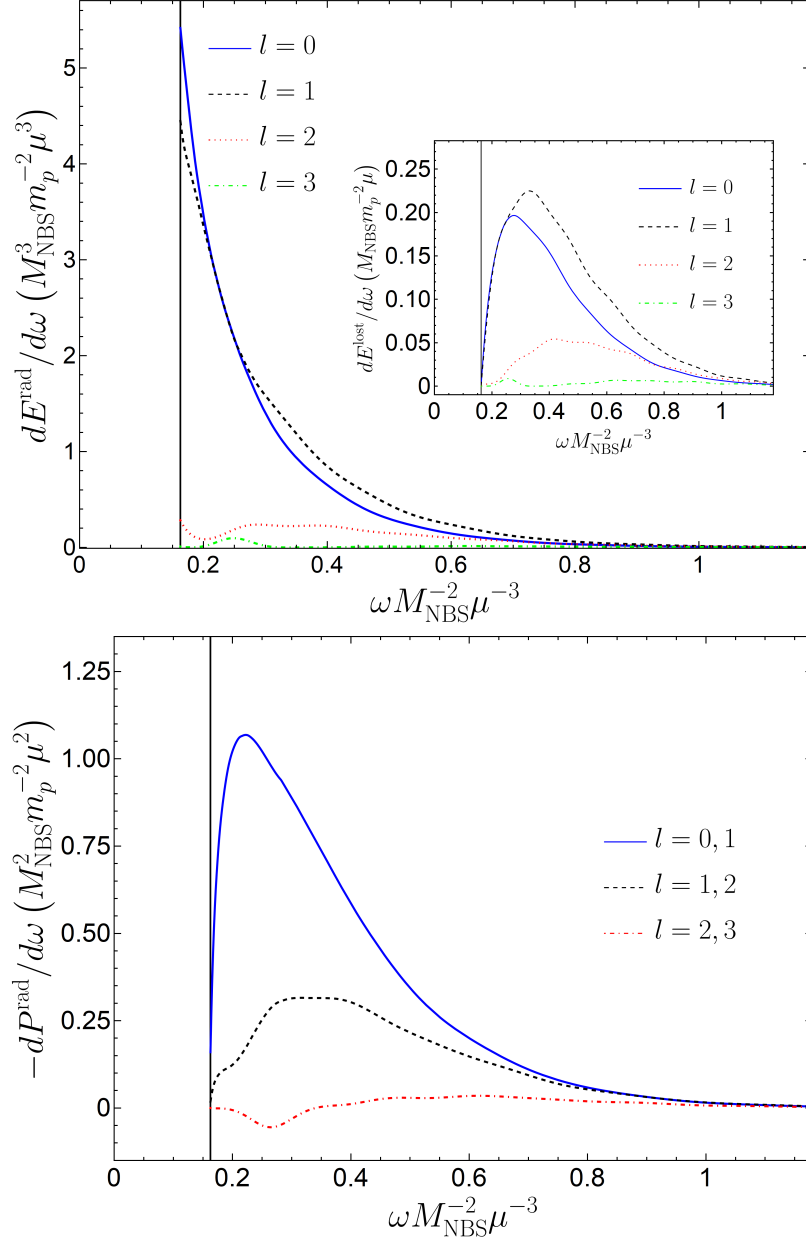 dE^rad/dω (M^3_NBS m_p^-2 μ^3)
5
4
3
2
1
0
l = 0
l = 1
l = 2
l = 3
dE^lost/dω (M_NBS m_p^-2 μ)
0.25
0.20
0.15
0.10
0.05
0
l = 0
l = 1
l = 2
l = 3
0 0.2 0.4 0.6 0.8 1
ωM_NBS^-2 μ^-3
0 0.2 0.4 0.6 0.8 1
ωM_NBS^-2 μ^-3
-dP^rad/dω (M^2_NBS m_p^-2 μ^2)
1.25
1.00
0.75
0.50
0.25
0
l = 0, 1
l = 1, 2
l = 2, 3
0 0.2 0.4 0.6 0.8 1
ωM_NBS^-2 μ^-3